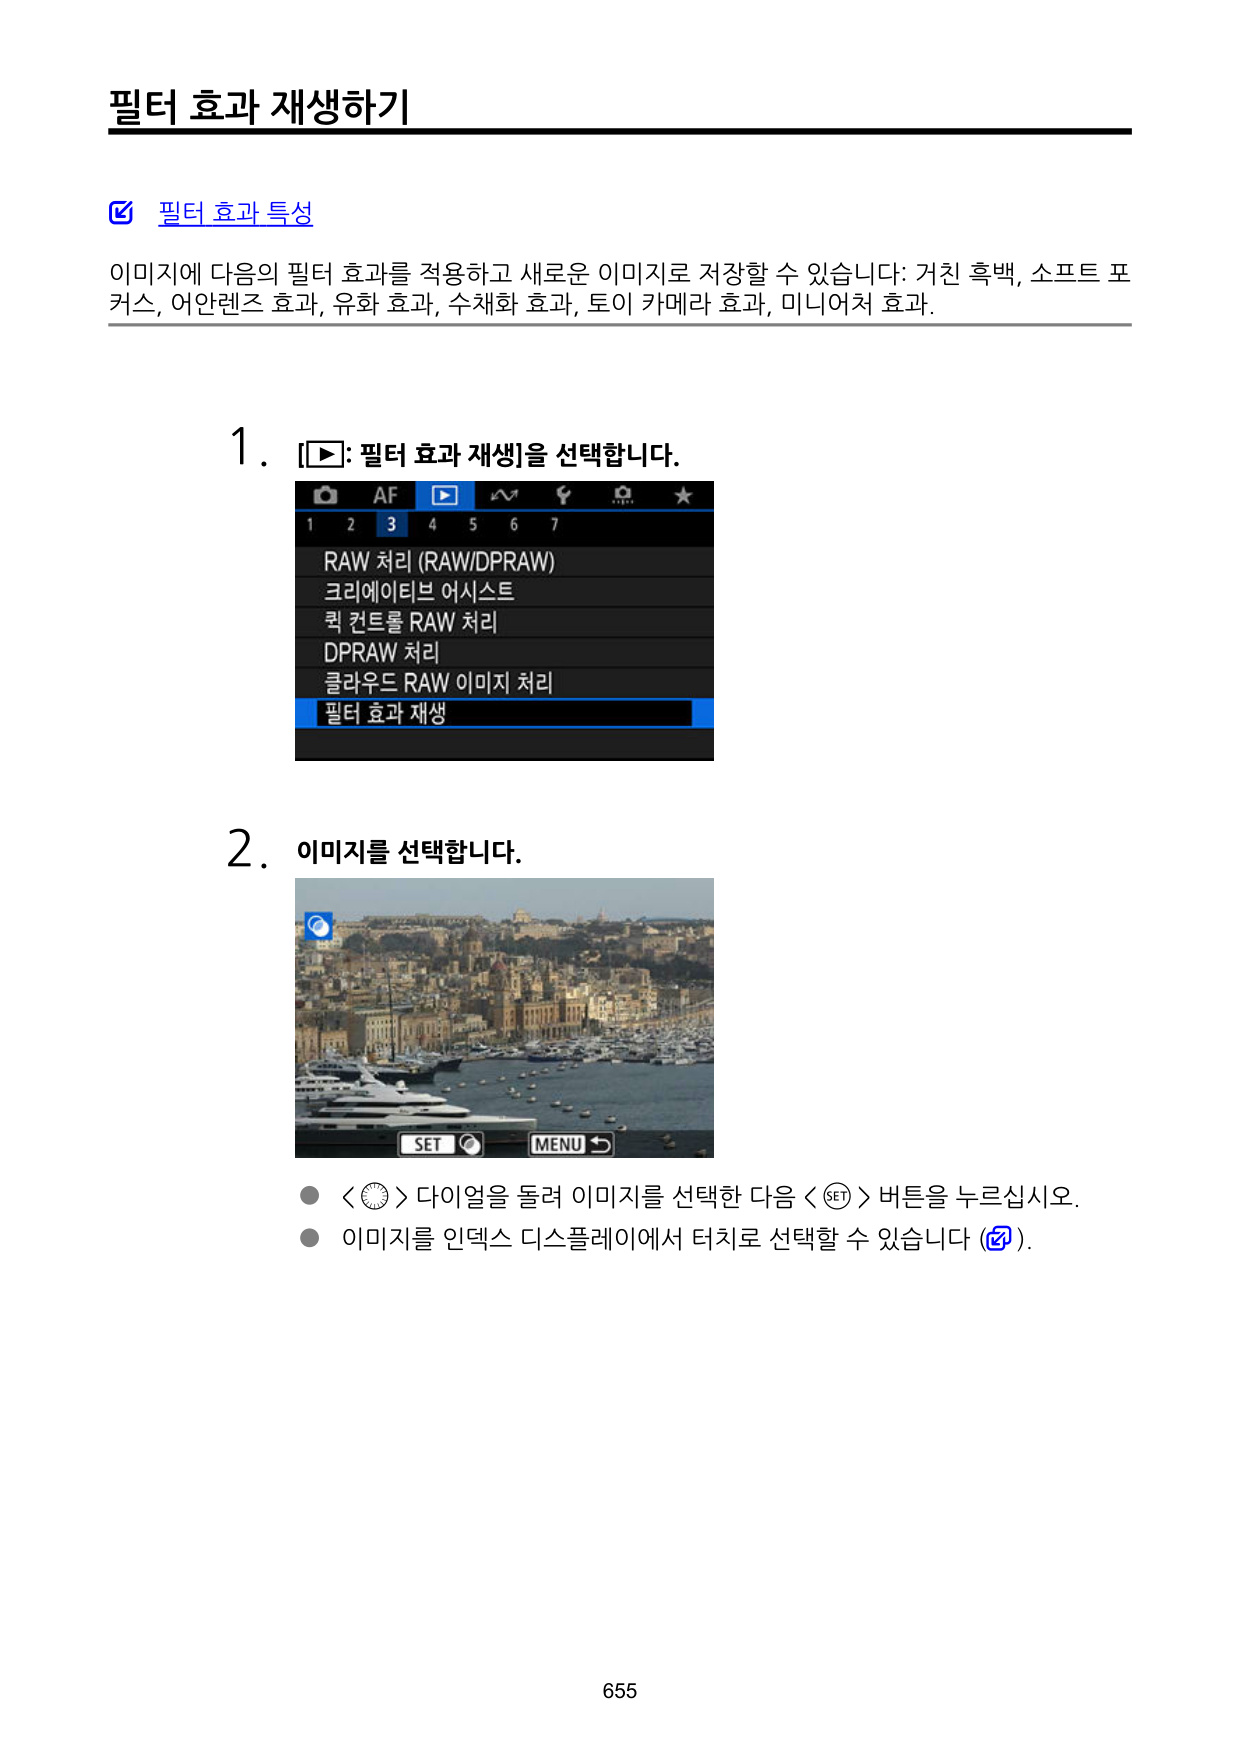 필터 효과 재생하기
필터 효과 특성
이미지에 다음의 필터 효과를 적용하고 새로운 이미지로 저장할 수 있습니다: 거친 흑백, 소프트 포
커스, 어안렌즈 효과, 유화 효과, 수채화 효과, 토이 카메라 효과, 미니어처 효과.
1. [▶: 필터 효과 재생]을 선택합니다.
AF
1 2 3 4 5 6 7
RAW 처리 (RAW/DPRAW)
크리에이티브 어시스트
퀵 컨트롤 RAW 처리
DPRAW 처리
클라우드 RAW 이미지 처리
필터 효과 재생
2. 이미지를 선택합니다.
SET MENU
● < > 다이얼을 돌려 이미지를 선택한 다음 < SET > 버튼을 누르십시오.
● 이미지를 인덱스 디스플레이에서 터치로 선택할 수 있습니다 ( ).
655